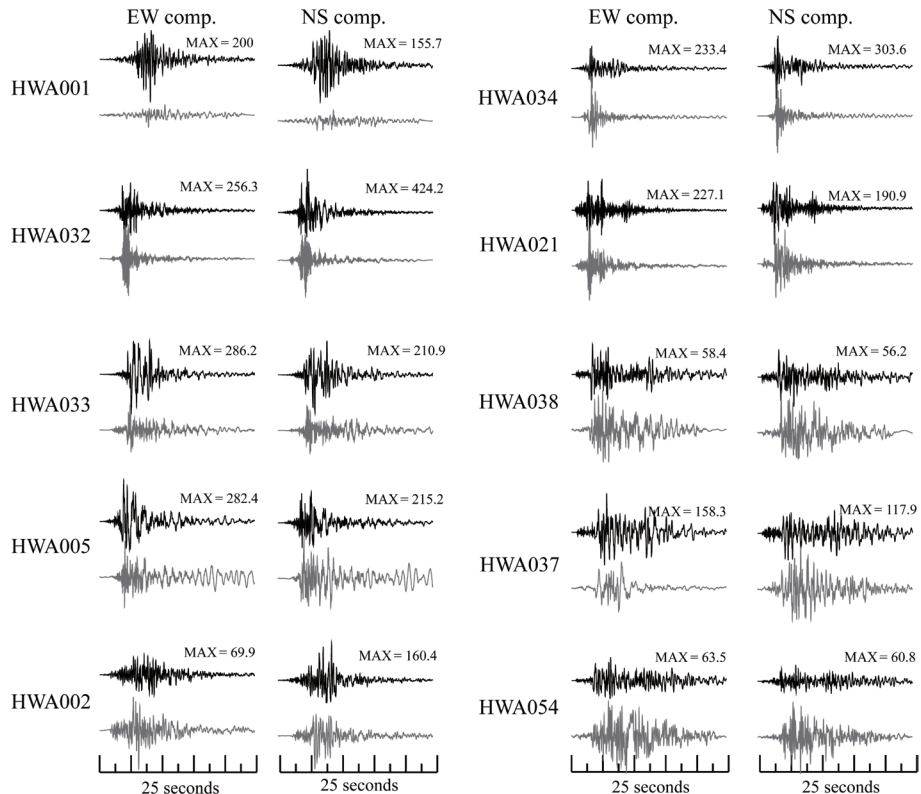 EW comp. NS comp. EW comp. NS comp.
HWA001 MAX = 200 MAX = 155.7
HWA034 MAX = 233.4 MAX = 303.6
HWA032 MAX = 256.3 MAX = 424.2
HWA021 MAX = 227.1 MAX = 190.9
HWA033 MAX = 286.2 MAX = 210.9
HWA038 MAX = 58.4 MAX = 56.2
HWA005 MAX = 282.4 MAX = 215.2
HWA037 MAX = 158.3 MAX = 117.9
HWA002 MAX = 69.9 MAX = 160.4
HWA054 MAX = 63.5 MAX = 60.8
25 seconds 25 seconds 25 seconds 25 seconds